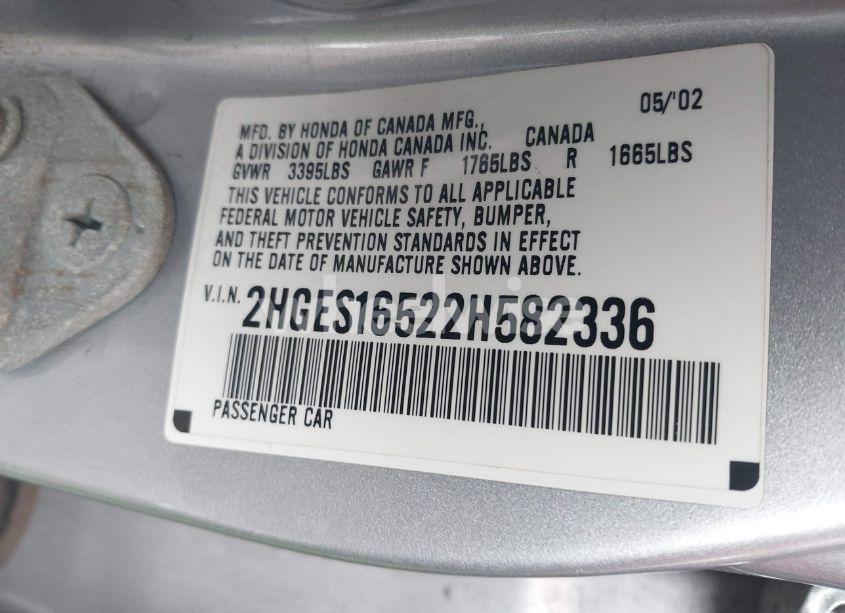 05/'02
MFD. BY HONDA OF CANADA MFG.,
A DIVISION OF HONDA CANADA INC. CANADA
GVWR 3395LBS GAWR F 1765LBS R 1665LBS
THIS VEHICLE CONFORMS TO ALL APPLICABLE
FEDERAL MOTOR VEHICLE SAFETY, BUMPER,
AND THEFT PREVENTION STANDARDS IN EFFECT
ON THE DATE OF MANUFACTURE SHOWN ABOVE.
V.I.N. 2HGES16522H582336
PASSENGER CAR